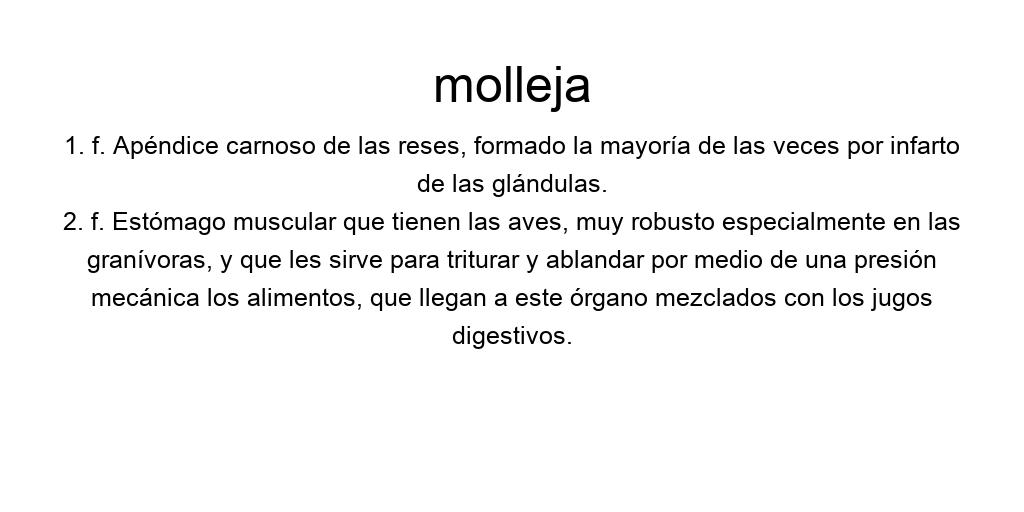 molleja
1. f. Apéndice carnoso de las reses, formado la mayoría de las veces por infarto
de las glándulas.
2. f. Estómago muscular que tienen las aves, muy robusto especialmente en las
granívoras, y que les sirve para triturar y ablandar por medio de una presión
mecánica los alimentos, que llegan a este órgano mezclados con los jugos
digestivos.